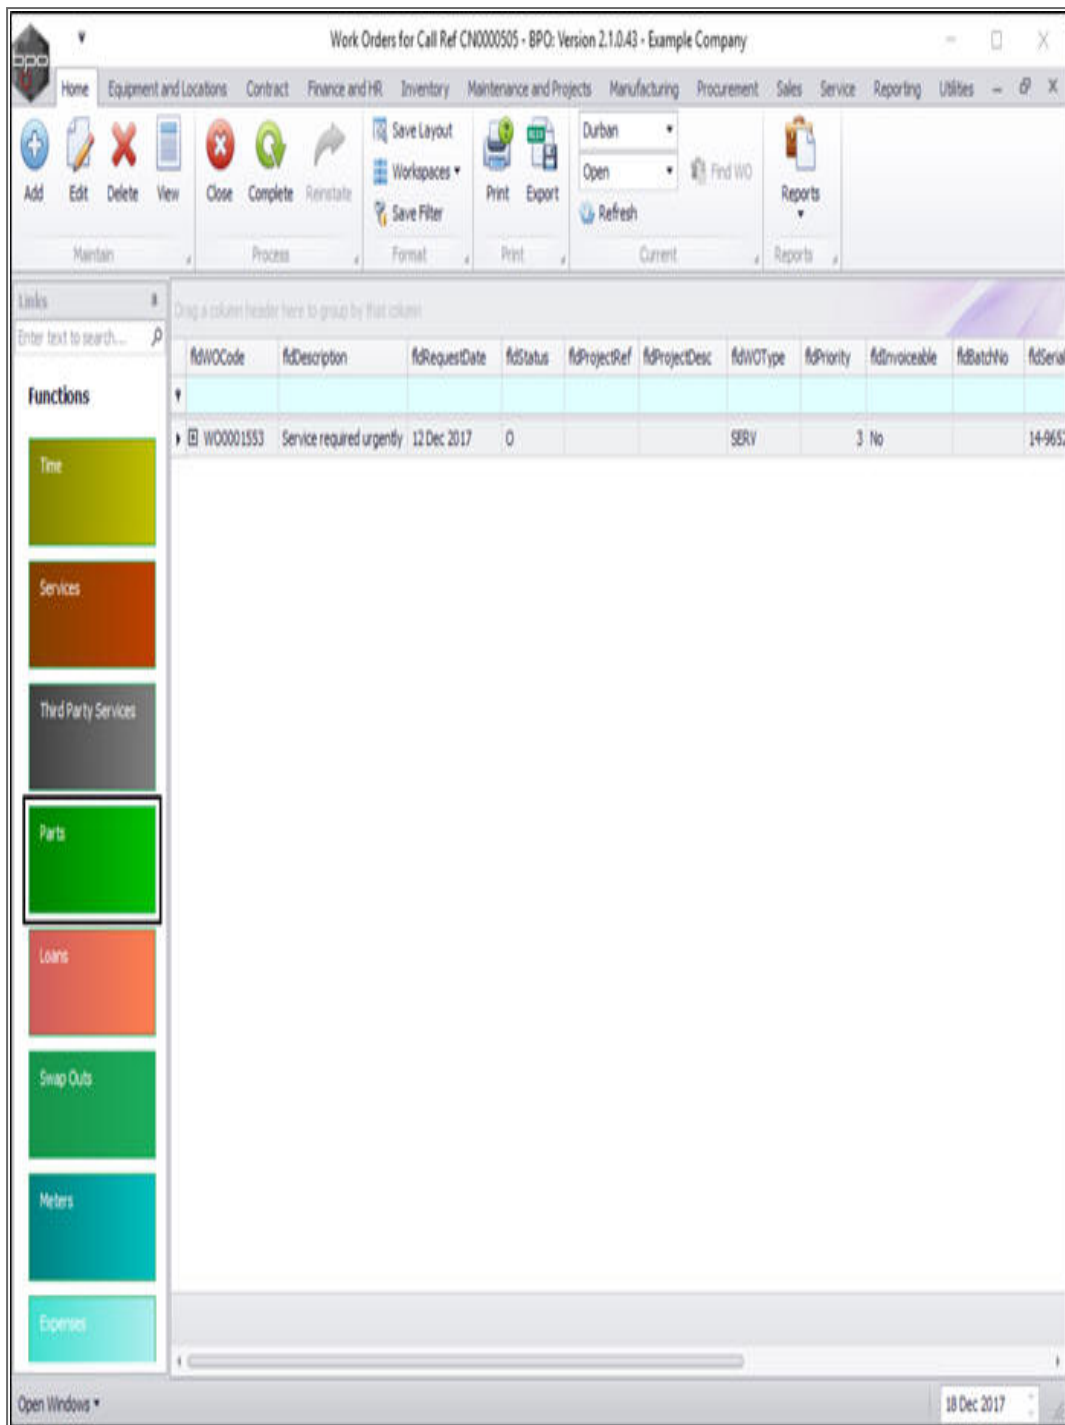 bpo
Work Orders for Call Ref CN0000505 - BPO: Version 2.1.0.43 - Example Company
Home Equipment and Locations Contract Finance and HR Inventory Maintenance and Projects Manufacturing Procurement Sales Service Reporting Utilities
Add Edit Delete View Close Complete Reinstate
Save Layout
Workspaces
Save Filter
Print Export
Durban
Open
Refresh
Find WO
Reports
Maintain Process Format Print Current Reports
Links
Enter text to search...
Drag a column header here to group by that column
fldWOCode fldDescription fldRequestDate fldStatus fldProjectRef fldProjectDesc fldWOType fldPriority fldInvoiceable fldBatchNo fldSerial
WO0001553 Service required urgently 12 Dec 2017 O SERV 3 No 14-9652
Functions
Time
Services
Third Party Services
Parts
Loans
Swap Outs
Meters
Expenses
Open Windows
18 Dec 2017